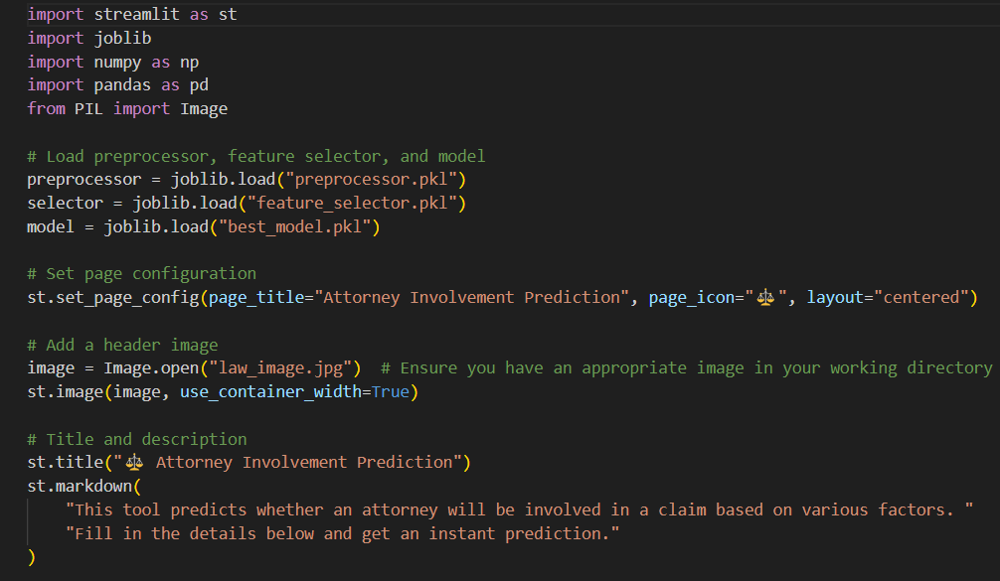 import streamlit as st
import joblib
import numpy as np
import pandas as pd
from PIL import Image
# Load preprocessor, feature selector, and model
preprocessor = joblib.load("preprocessor.pkl")
selector = joblib.load("feature_selector.pkl")
model = joblib.load("best_model.pkl")
# Set page configuration
st.set_page_config(page_title="Attorney Involvement Prediction", page_icon="⚖️", layout="centered")
# Add a header image
image = Image.open("law_image.jpg")  # Ensure you have an appropriate image in your working directory
st.image(image, use_container_width=True)
# Title and description
st.title("⚖️ Attorney Involvement Prediction")
st.markdown(
    "This tool predicts whether an attorney will be involved in a claim based on various factors. "
    "Fill in the details below and get an instant prediction."
)